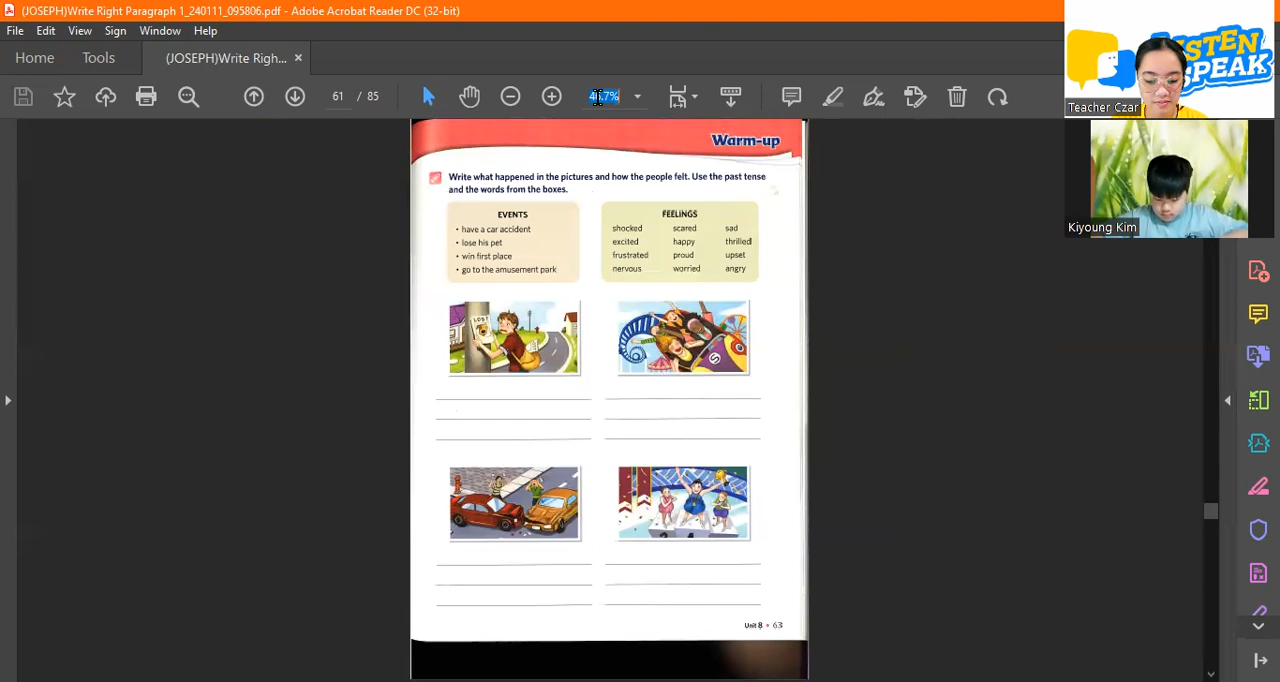 (JOSEPH)Write Right Paragraph 1_240111_095806.pdf - Adobe Acrobat Reader DC (32-bit)
File Edit View Sign Window Help
Home Tools (JOSEPH)Write Righ... ×
61 / 85
LISTEN
SPEAK
Teacher Czar
Kiyoung Kim
Warm-up
Write what happened in the pictures and how the people felt. Use the past tense
and the words from the boxes.
EVENTS
• have a car accident
• lose his pet
• win first place
• go to the amusement park
FEELINGS
shocked scared sad
excited happy thrilled
frustrated proud upset
nervous worried angry
LOST
Unit 8 • 63